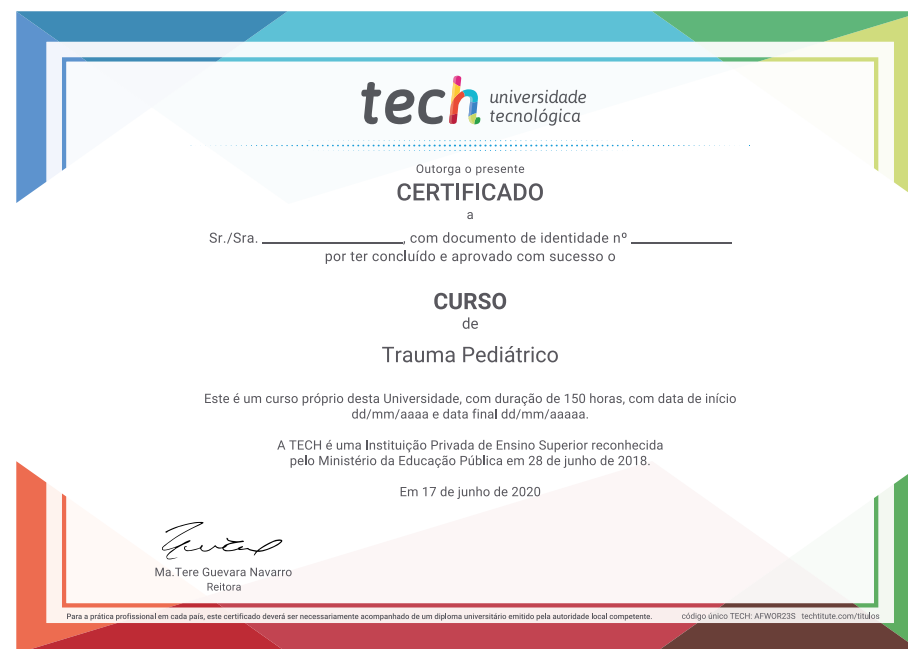 tech universidade
tecnológica
Outorga o presente
CERTIFICADO
a
Sr./Sra. ____________, com documento de identidade nº ____________
por ter concluído e aprovado com sucesso o
CURSO
de
Trauma Pediátrico
Este é um curso próprio desta Universidade, com duração de 150 horas, com data de início
dd/mm/aaaa e data final dd/mm/aaaaa.
A TECH é uma Instituição Privada de Ensino Superior reconhecida
pelo Ministério da Educação Pública em 28 de junho de 2018.
Em 17 de junho de 2020
Ma.Tere Guevara Navarro
Reitora
Para a prática profissional em cada país, este certificado deverá ser necessariamente acompanhado de um diploma universitário emitido pela autoridade local competente. código único TECH: AFWOR23S techtitute.com/titulos